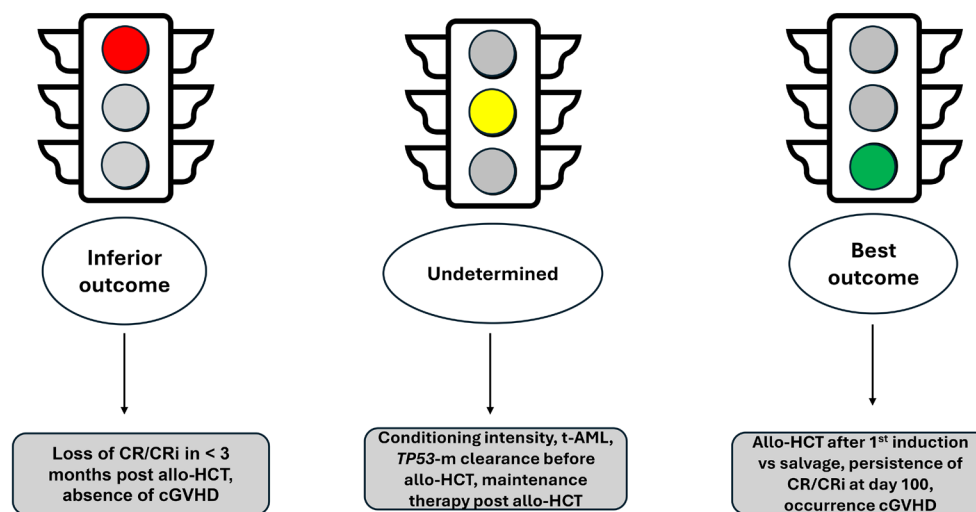 Inferior
outcome
Undetermined
Best
outcome
Loss of CR/CRi in < 3
months post allo-HCT,
absence of cGVHD
Conditioning intensity, t-AML,
TP53-m clearance before
allo-HCT, maintenance
therapy post allo-HCT
Allo-HCT after 1st induction
vs salvage, persistence of
CR/CRi at day 100,
occurrence cGVHD